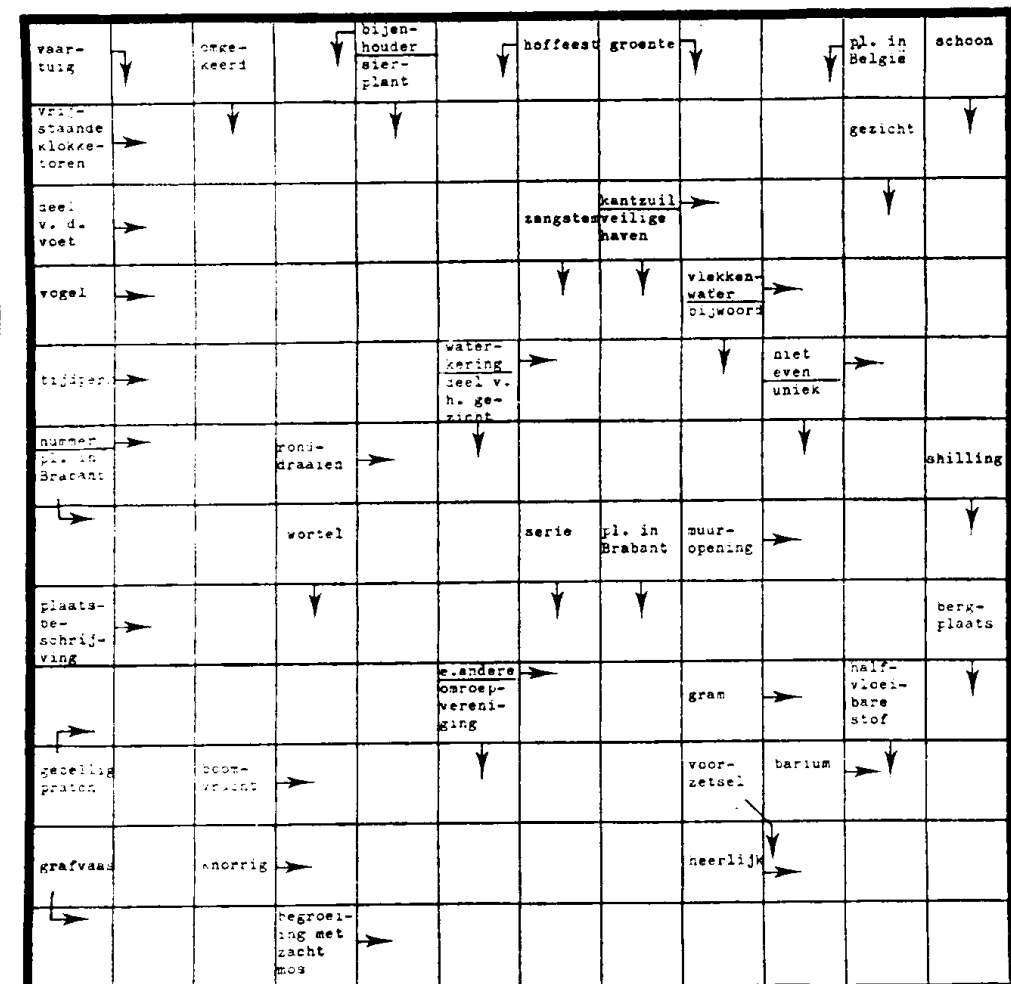 vaar-
tuig
omge-
keerd
bijen-
houder
sier-
plant
hoffeest
groente
pl. in
België
schoon
vrij-
staande
klokke-
toren
gezicht
deel
v. d.
voet
zangstem
kantzuil
veilige
haven
vogel
vlekken-
water
bijwoord
tijdper.
water-
kering
deel v.
h. ge-
zicht
niet
even
uniek
nummer
pl. in
Brabant
rond-
draaien
shilling
wortel
serie
pl. in
Brabant
muur-
opening
plaats-
be-
schrij-
ving
berg-
plaats
e.andere
omroep-
vereni-
ging
gram
half-
vloei-
bare
stof
gezellig
praten
boom-
vrucht
voor-
zetsel
barium
grafvaas
knorrig
heerlijk
begroei-
ing met
zacht
mos